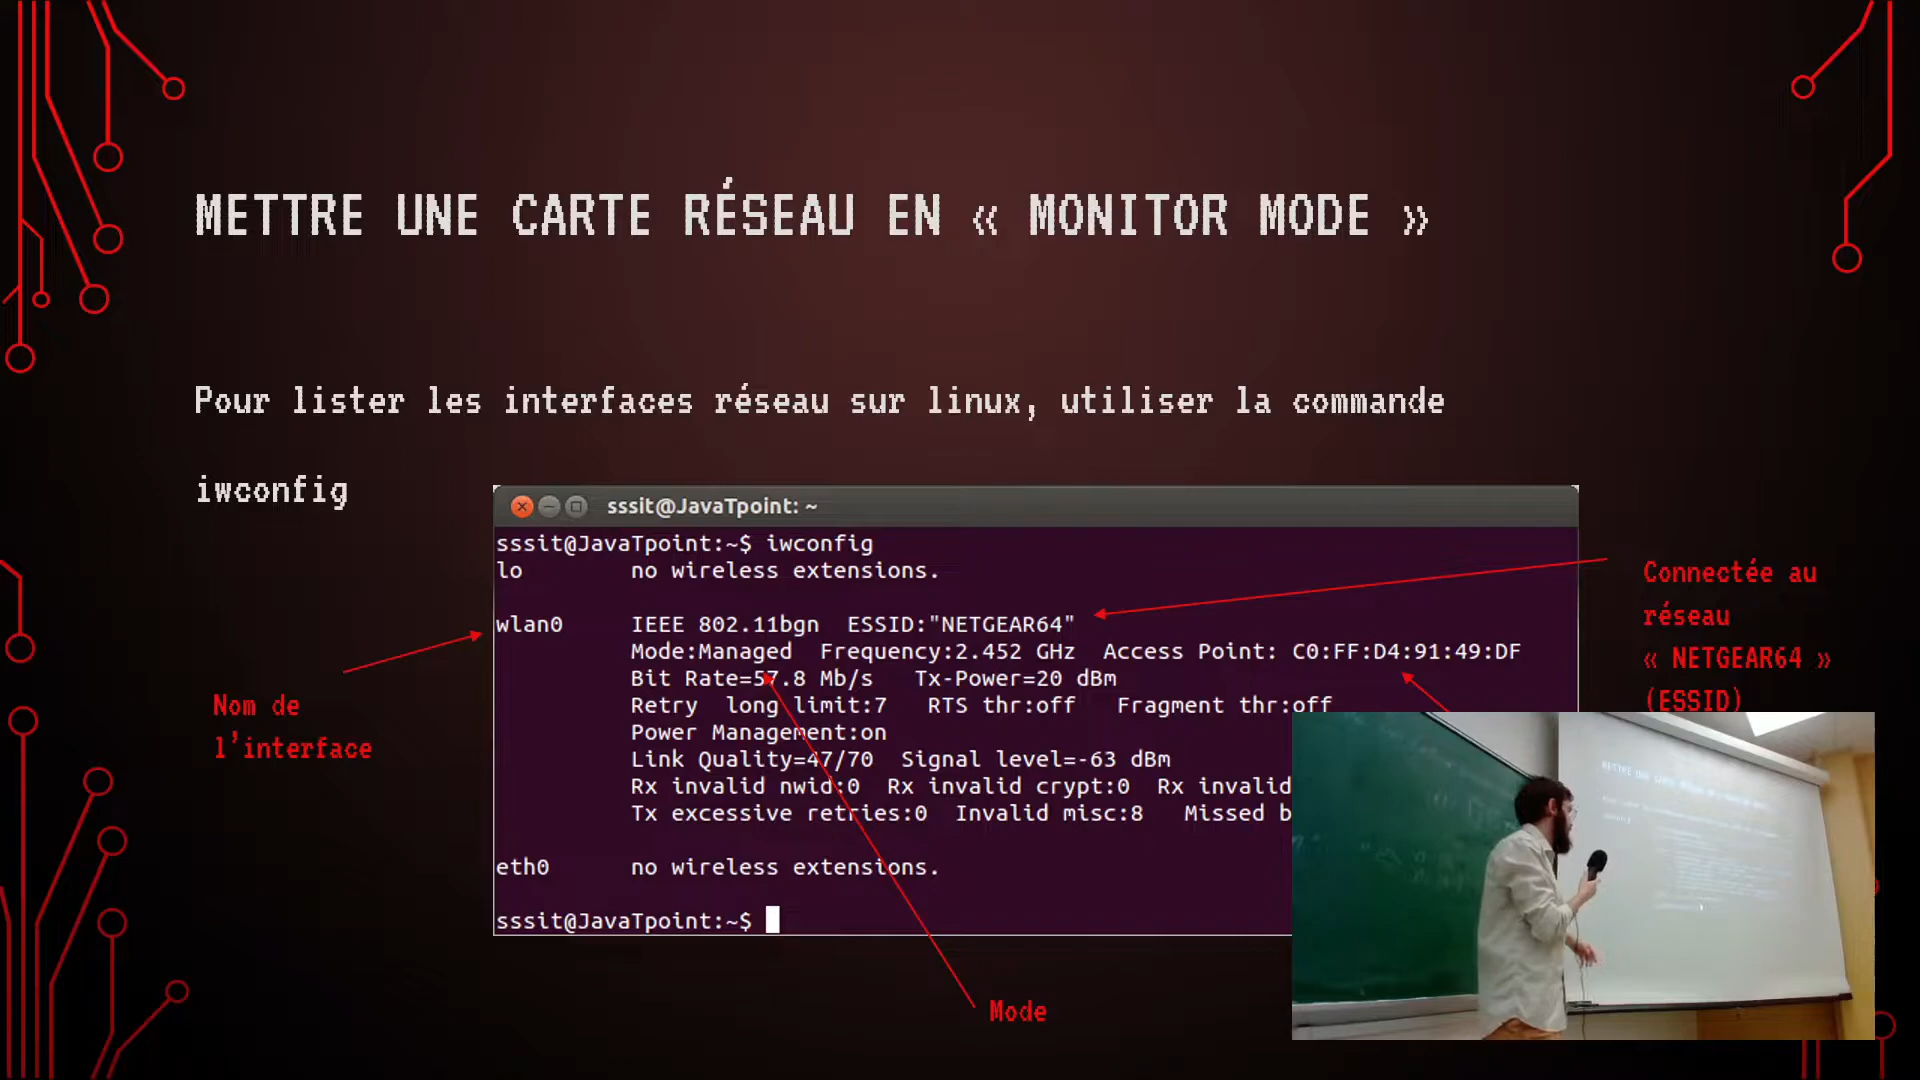 METTRE UNE CARTE RÉSEAU EN « MONITOR MODE »
Pour lister les interfaces réseau sur linux, utiliser la commande
iwconfig
sssit@JavaTpoint: ~
sssit@JavaTpoint:~$ iwconfig
lo        no wireless extensions.
wlan0     IEEE 802.11bgn  ESSID:"NETGEAR64"
Mode:Managed  Frequency:2.452 GHz  Access Point: C0:FF:D4:91:49:DF
Bit Rate=57.8 Mb/s   Tx-Power=20 dBm
Retry  long limit:7   RTS thr:off   Fragment thr:off
Power Management:on
Link Quality=47/70  Signal level=-63 dBm
Rx invalid nwid:0  Rx invalid crypt:0  Rx invalid
Tx excessive retries:0  Invalid misc:8   Missed b
eth0      no wireless extensions.
sssit@JavaTpoint:~$
Nom de
l'interface
Connectée au
réseau
« NETGEAR64 »
(ESSID)
Mode